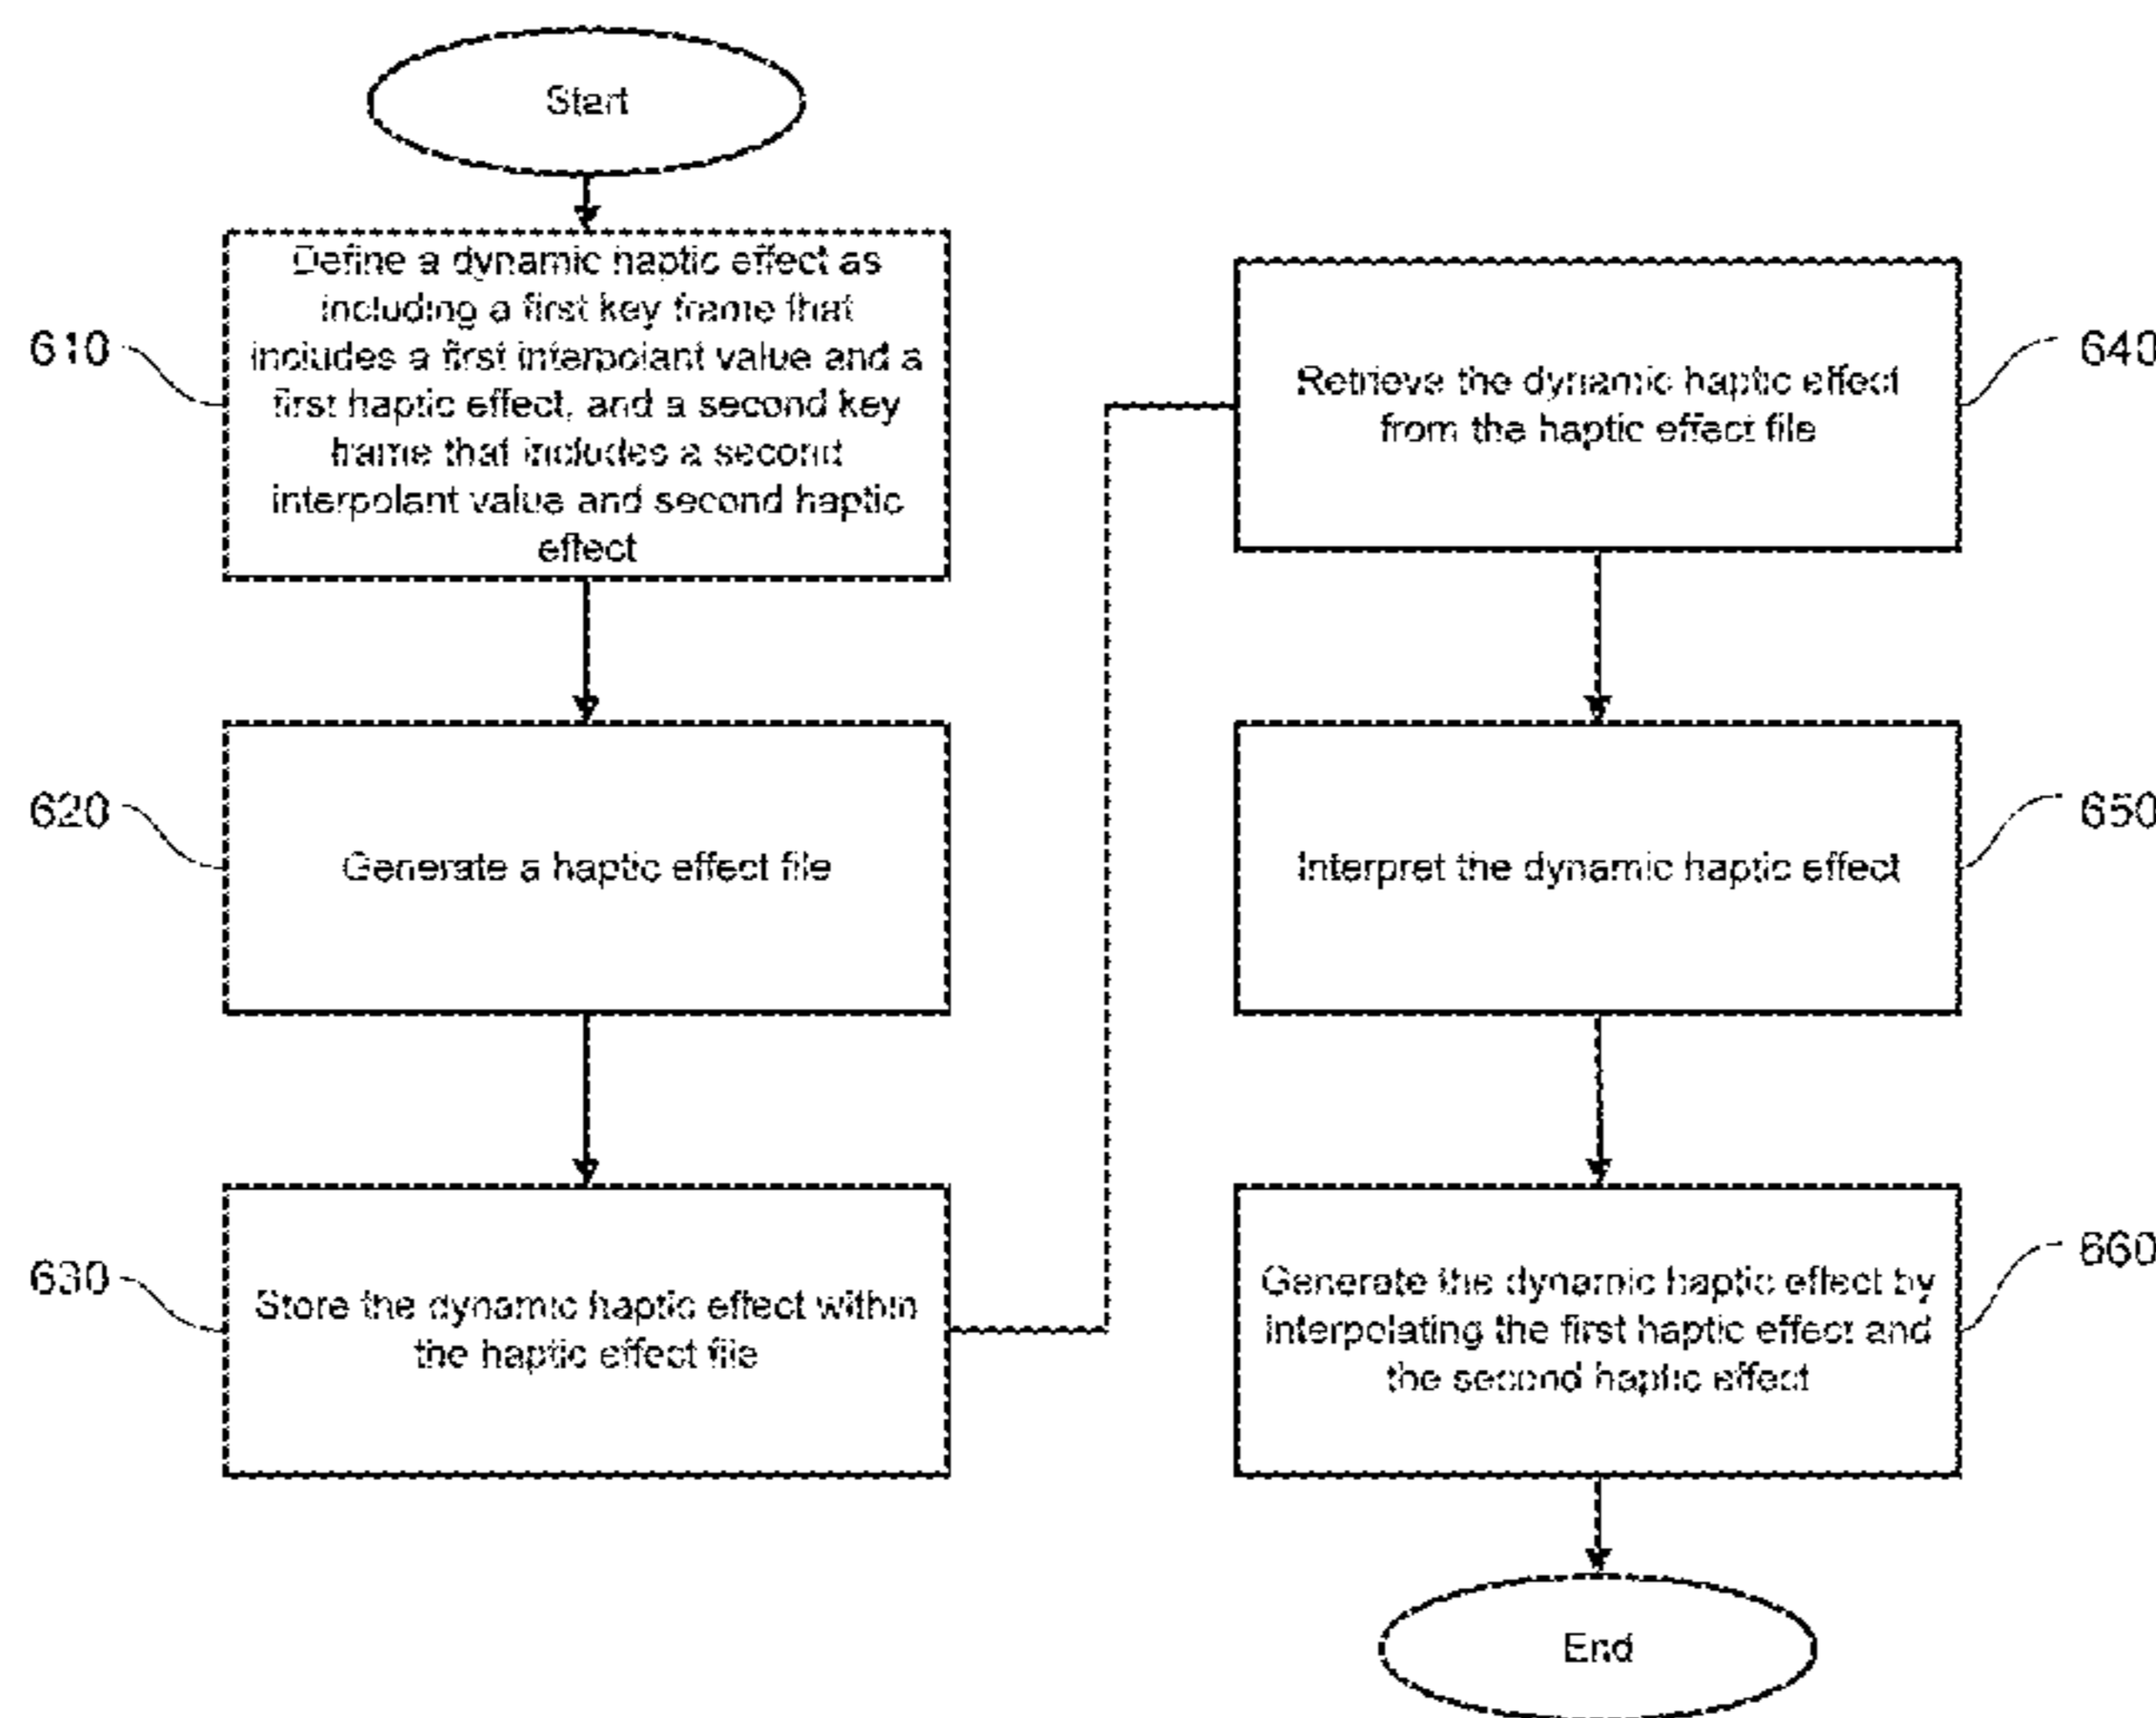 Start
610
Define a dynamic haptic effect as
including a first key frame that
includes a first interpolant value and a
first haptic effect, and a second key
frame that includes a second
interpolant value and second haptic
effect
620
Generate a haptic effect file
630
Store the dynamic haptic effect within
the haptic effect file
640
Retrieve the dynamic haptic effect
from the haptic effect file
650
Interpret the dynamic haptic effect
660
Generate the dynamic haptic effect by
interpolating the first haptic effect and
the second haptic effect
End